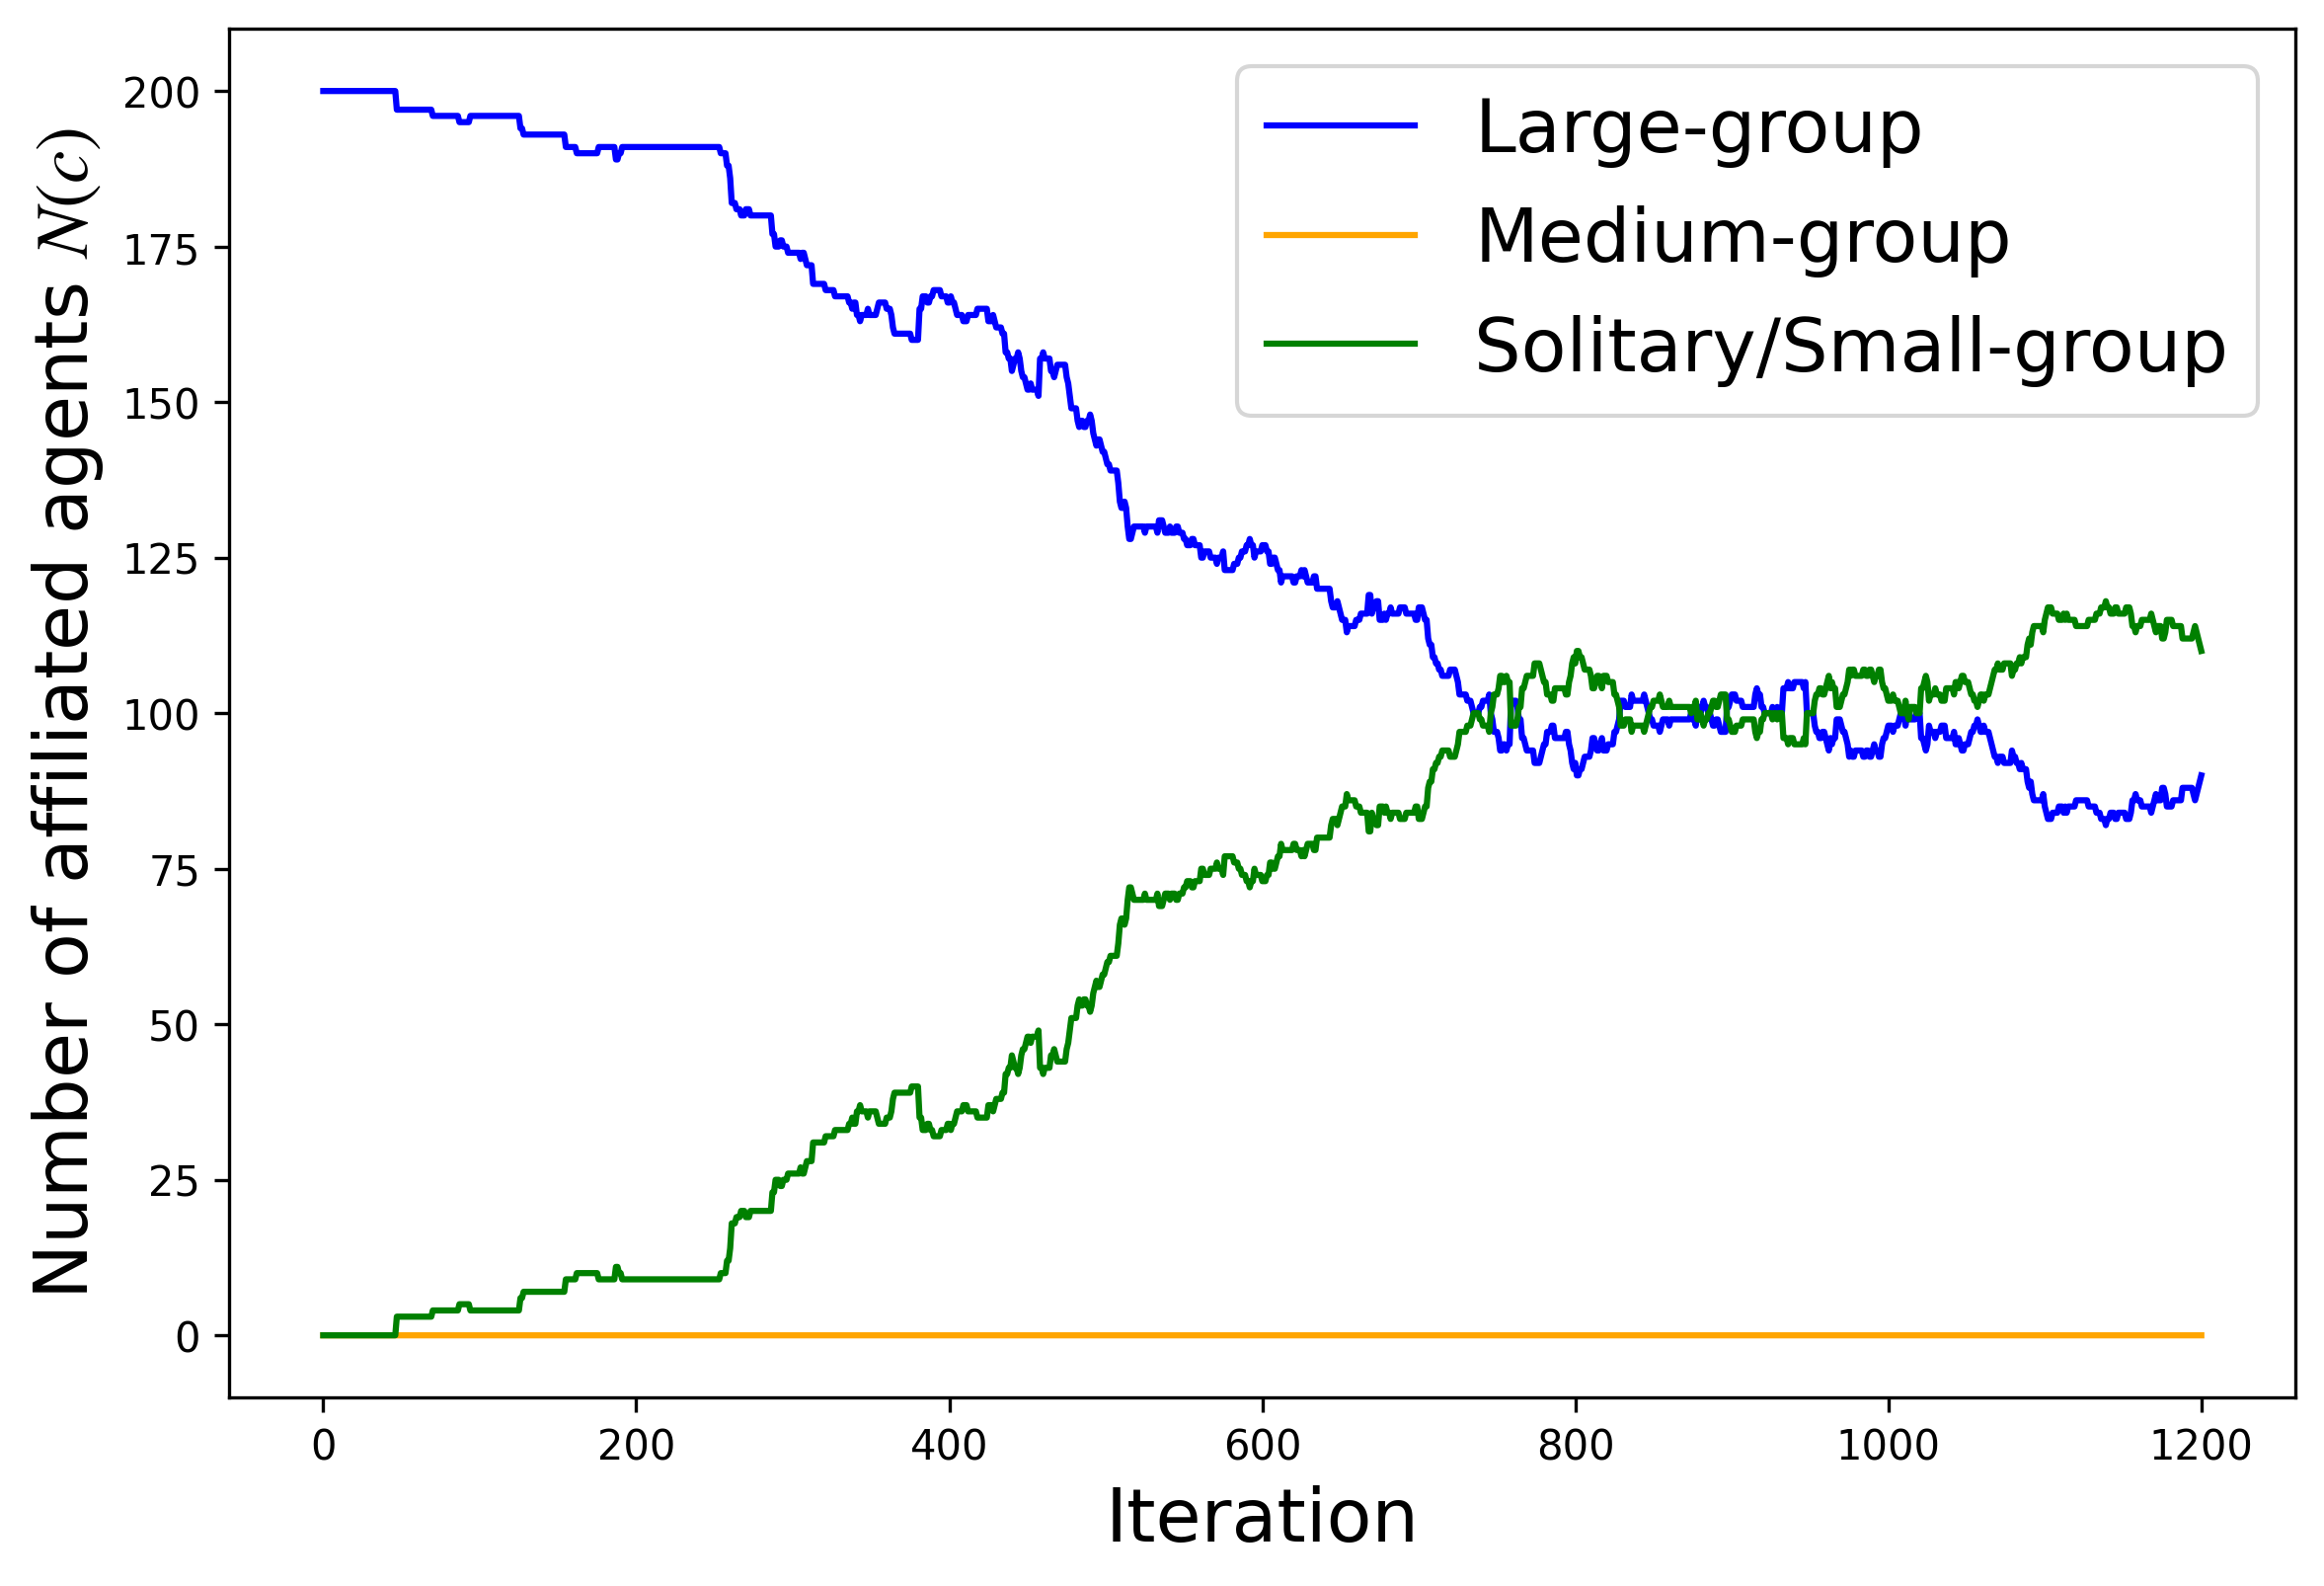 Number of affiliated agents N(c)
200
175
150
125
100
75
50
25
0
Large-group
Medium-group
Solitary/Small-group
0 200 400 600 800 1000 1200
Iteration